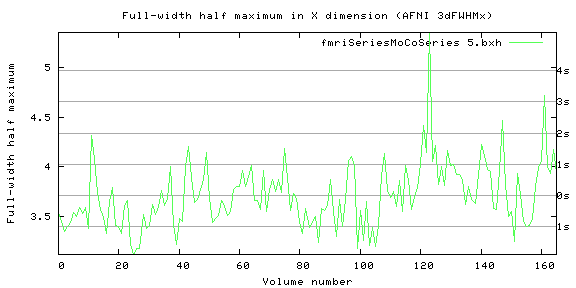 Full-width half maximum in X dimension (AFNI 3dFWHMx)
fmriSeriesMoCoSeries 5.bxh
Full-width half maximum
5
4.5
4
3.5
4s
3s
2s
1s
0s
1s
0 20 40 60 80 100 120 140 160
Volume number